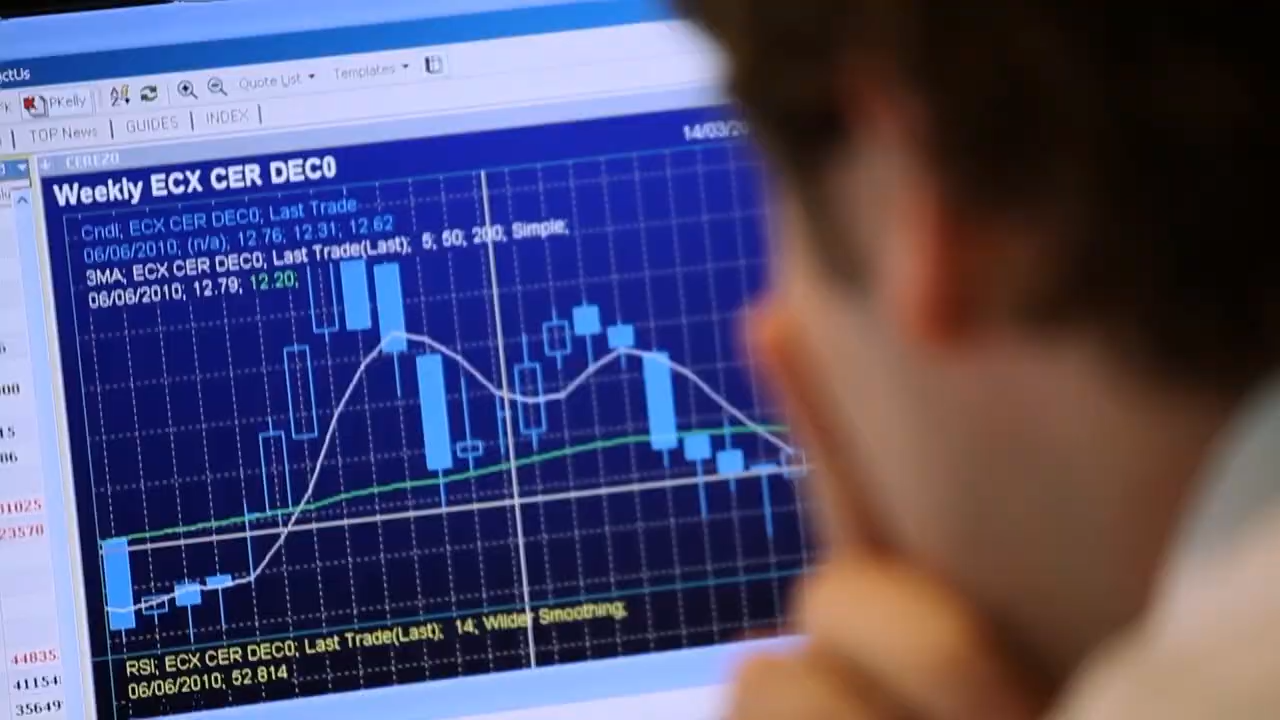 ctUs
PKelly
Quote List
Templates
TOP News | GUIDES | INDEX |
CERE20
14/03/20
Weekly ECX CER DEC0
Cndl; ECX CER DEC0; Last Trade
06/06/2010; (n/a); 12.76; 12.31; 12.62
3MA; ECX CER DEC0; Last Trade(Last); 5; 50; 200; Simple;
06/06/2010; 12.79; 12.20;
RSI; ECX CER DEC0; Last Trade(Last); 14; Wilder Smoothing;
06/06/2010; 52.814
31025
23570
44835
41154
35649